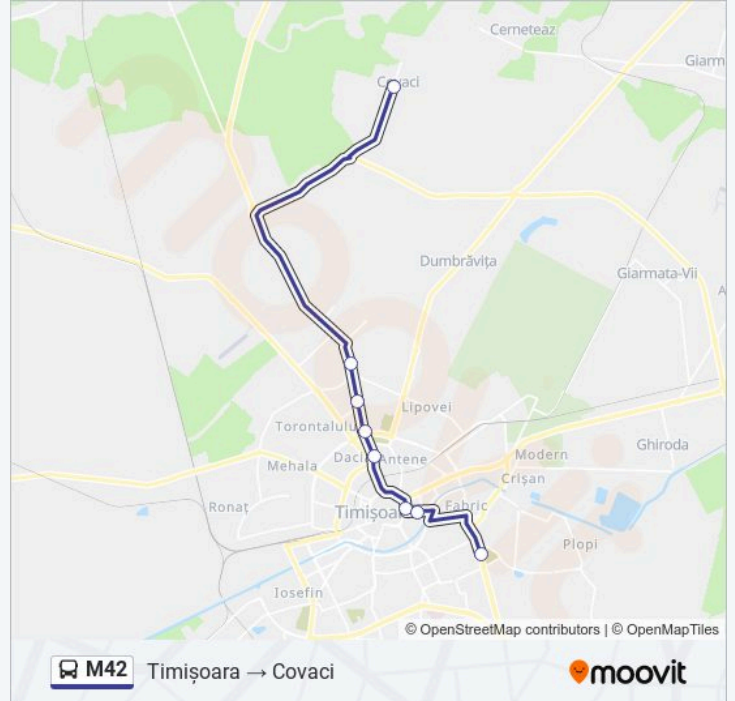 Cerneteaz
Giarm
Covaci
Dumbrăvița
Giarmata-Vii
A
Lipovei
Torontalulu
Ghiroda
Dacia
Antene
Modern
Mehala
Crișan
Ronaț
Fabric
Timișoara
Plopi
Iosefin
© OpenStreetMap contributors | © OpenMapTiles
M42 Timișoara → Covaci
moovit